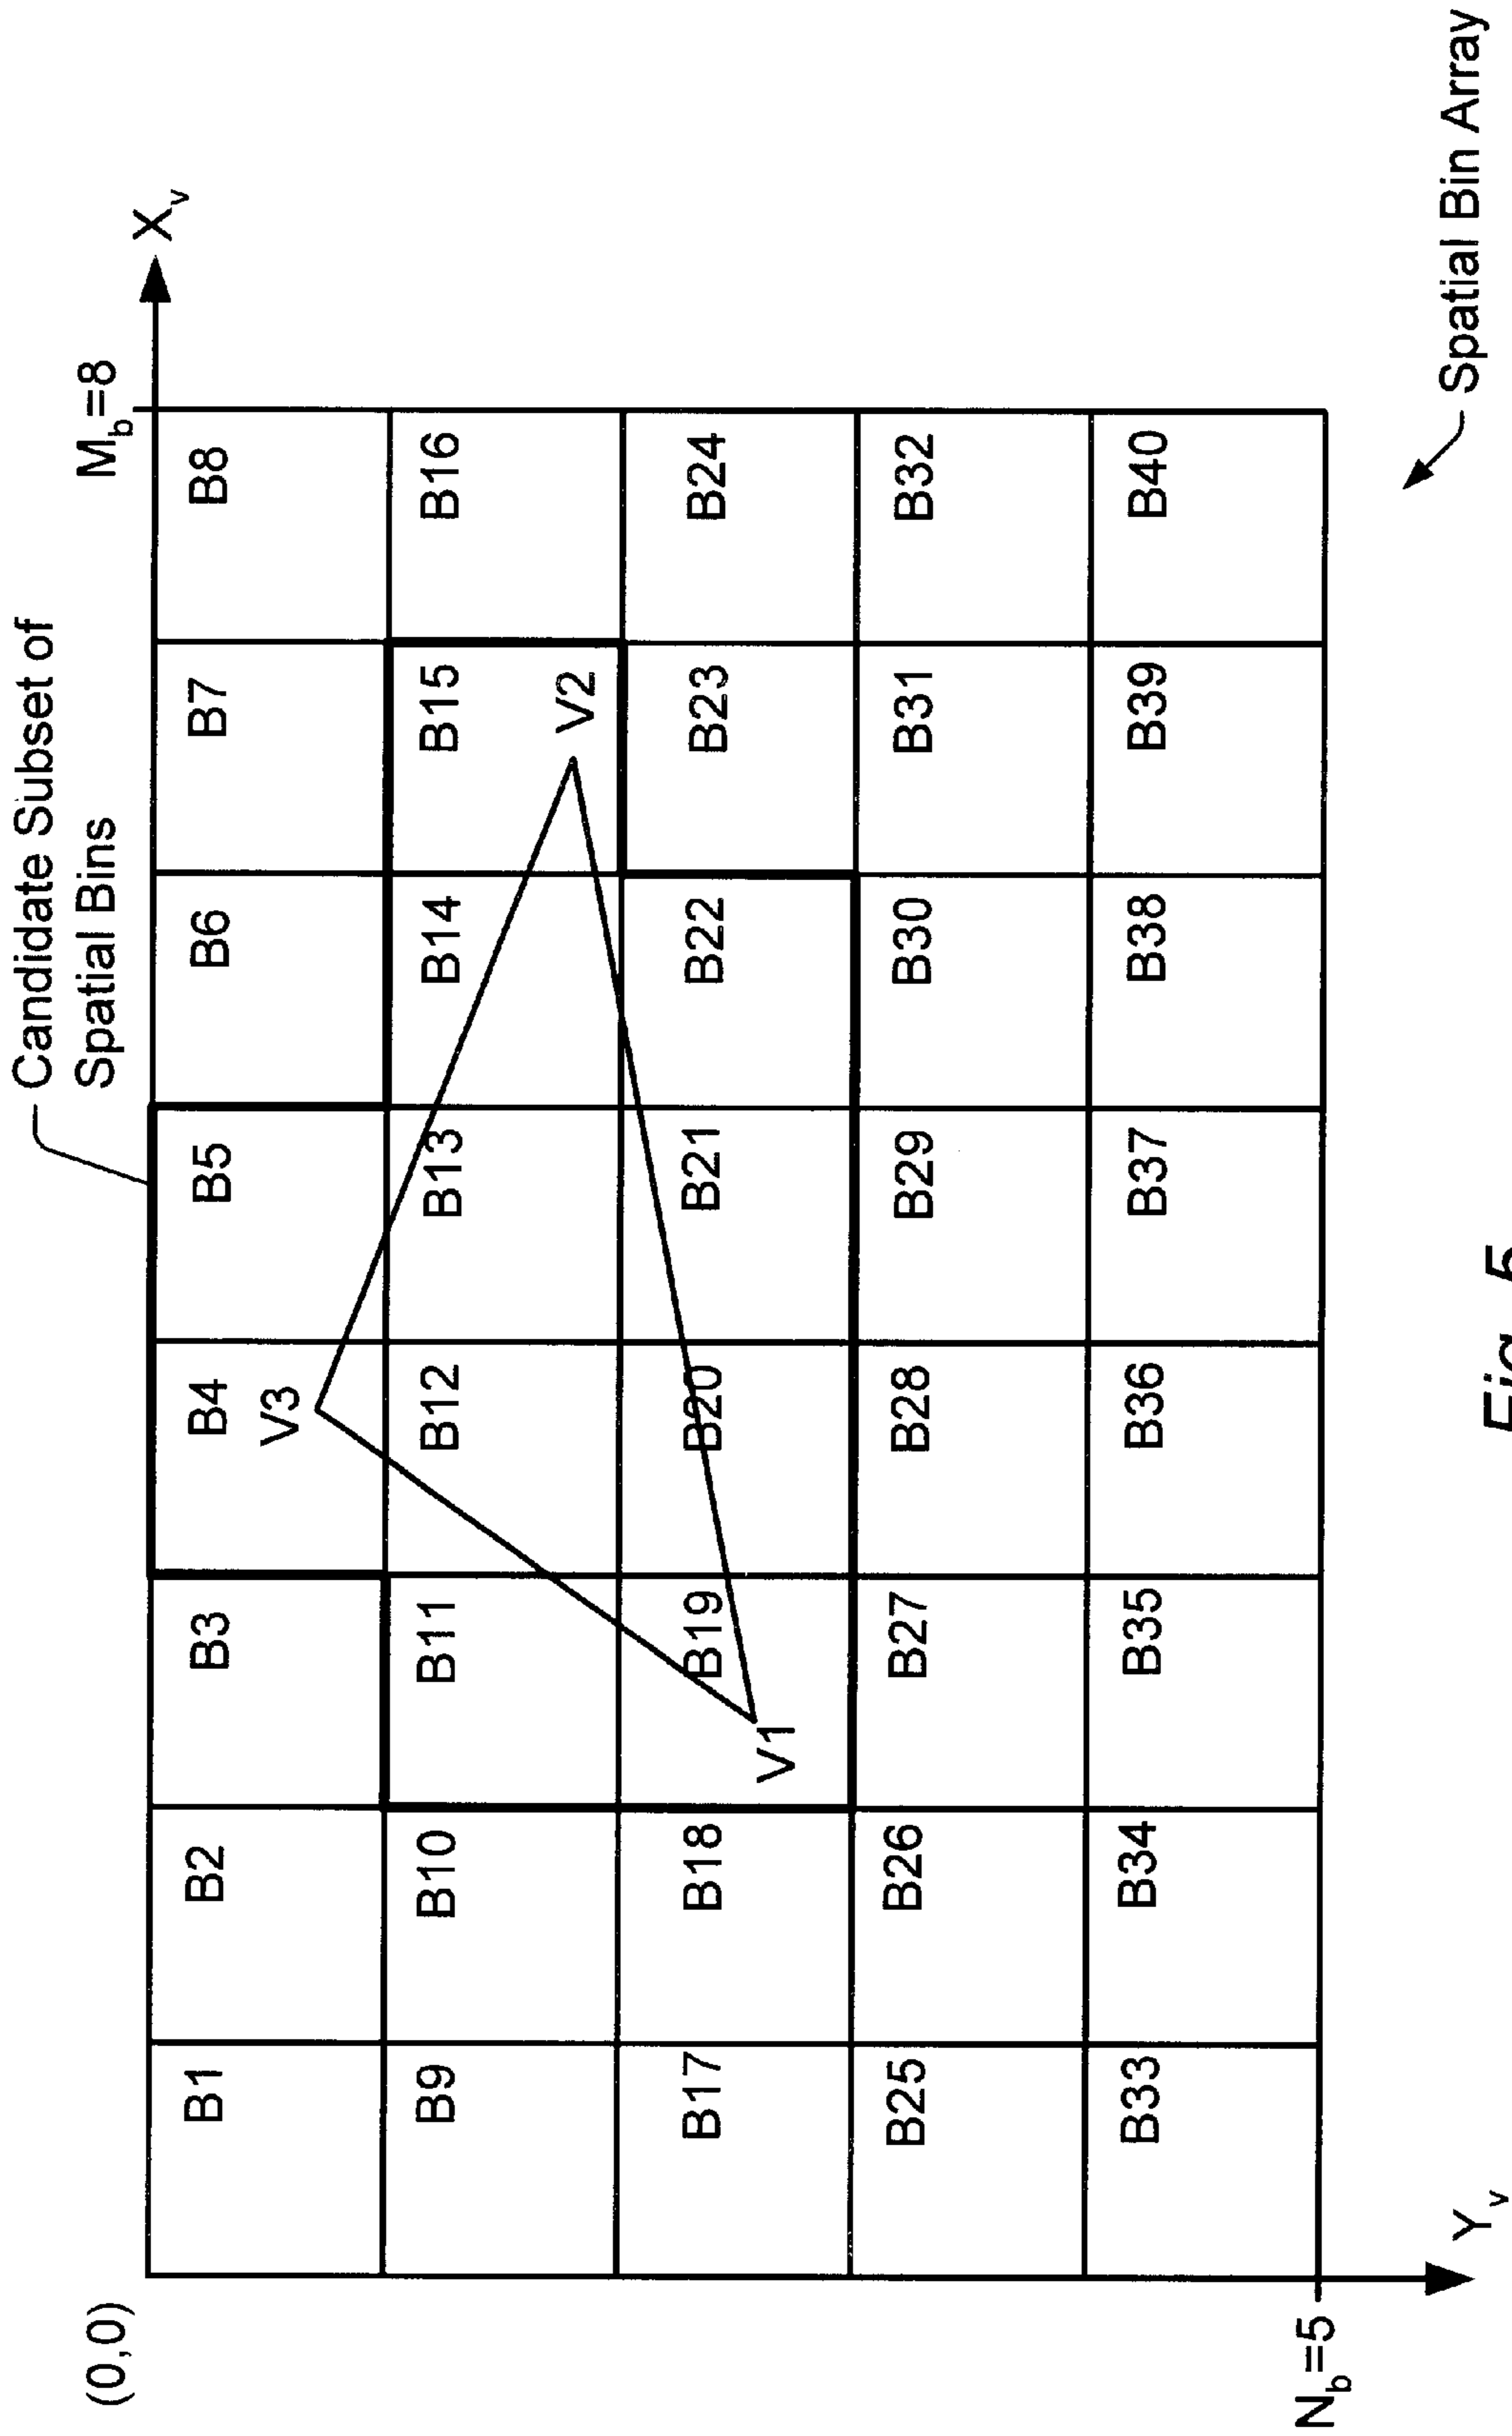 Candidate Subset of
Spatial Bins
(0,0)
M_b =8
X_v
B1 B2 B3 B4 B5 B6 B7 B8
V3
B9 B10 B11 B12 B13 B14 B15 B16
V2
B17 B18 B19 B20 B21 B22 B23 B24
V1
B25 B26 B27 B28 B29 B30 B31 B32
B33 B34 B35 B36 B37 B38 B39 B40
N_b =5
Y_v
Spatial Bin Array
Fig. 5